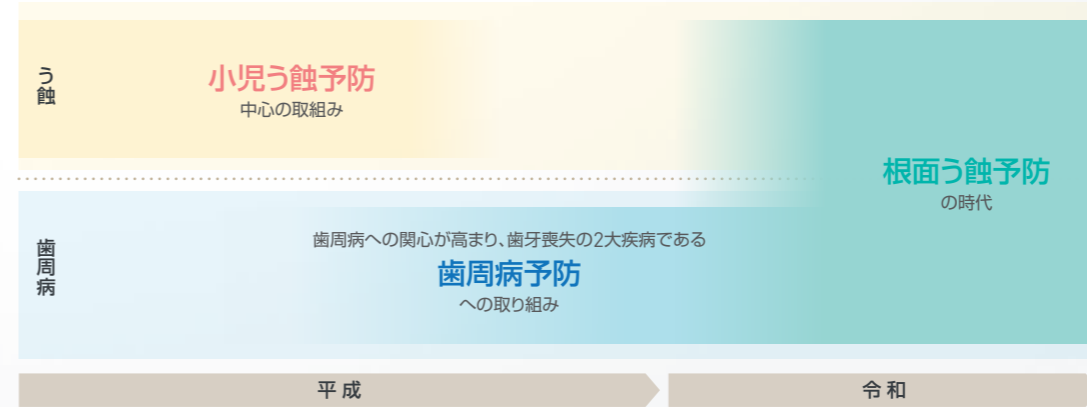 う蝕
小児う蝕予防
中心の取組み
根面う蝕予防
の時代
歯周病
歯周病への関心が高まり、歯牙喪失の2大疾病である
歯周病予防
への取り組み
平成
令和